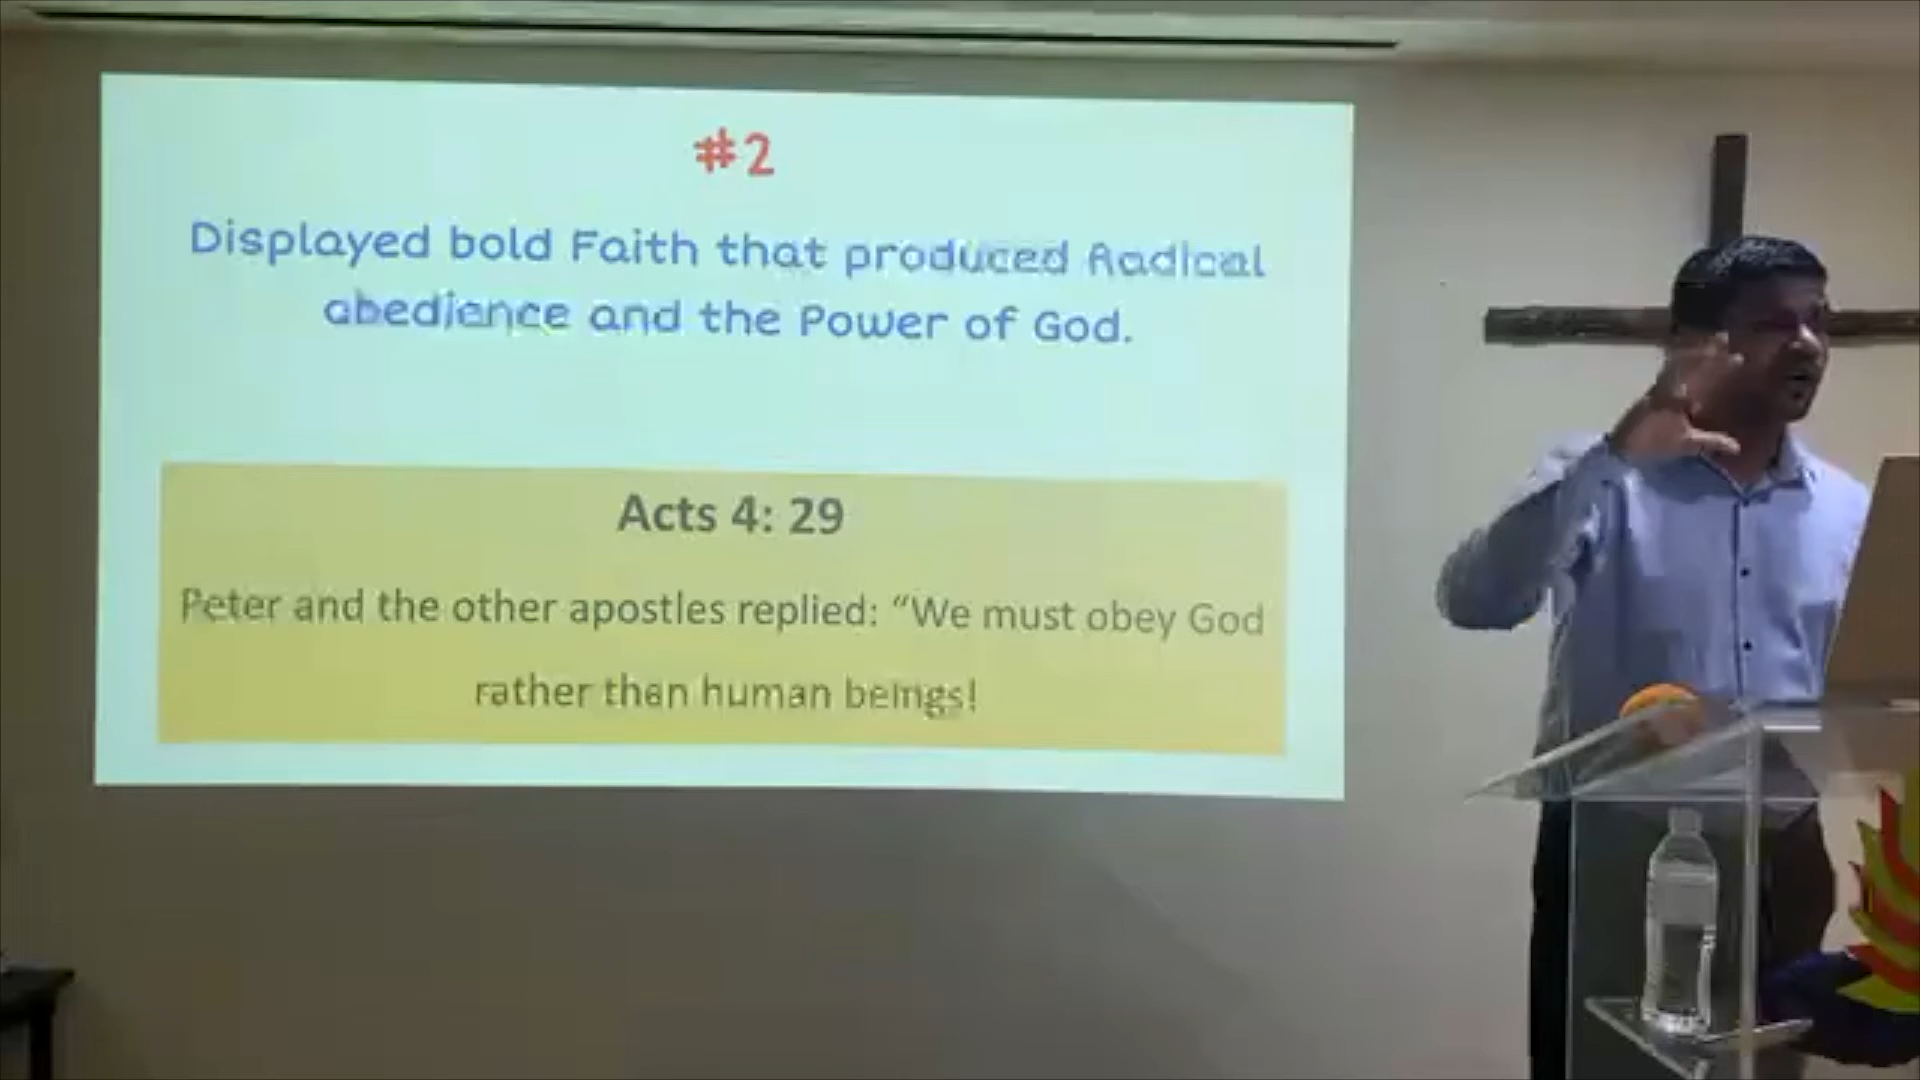 #2
Displayed bold Faith that produced Radical
obedience and the Power of God.
Acts 4: 29
Peter and the other apostles replied: “We must obey God
rather than human beings!